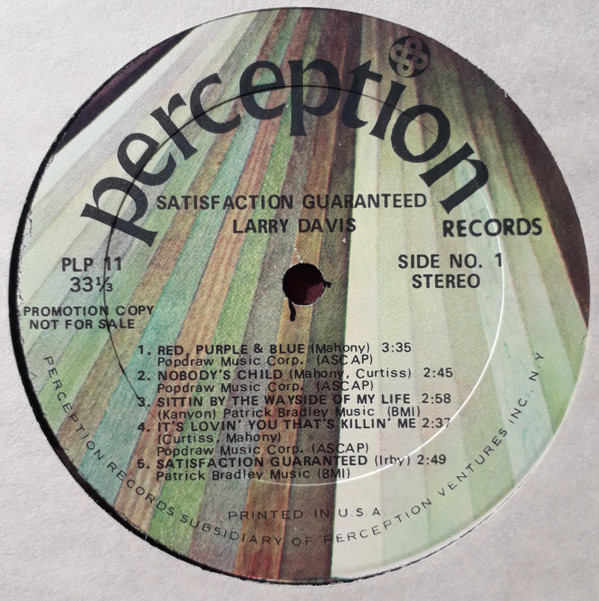 perception
RECORDS
SATISFACTION GUARANTEED
LARRY DAVIS
PLP 11
33⅓
SIDE NO. 1
STEREO
PROMOTION COPY
NOT FOR SALE
1. RED, PURPLE & BLUE (Mahony) 3:35
Popdraw Music Corp. (ASCAP)
2. NOBODY'S CHILD (Mahony, Curtiss) 2:45
Popdraw Music Corp. (ASCAP)
3. SITTIN BY THE WAYSIDE OF MY LIFE 2:58
(Kanyon) Patrick Bradley Music (BMI)
4. IT'S LOVIN' YOU THAT'S KILLIN' ME 2:37
(Curtiss, Mahony)
Popdraw Music Corp. (ASCAP)
5. SATISFACTION GUARANTEED (Irby) 2:49
Patrick Bradley Music (BMI)
PRINTED IN U.S.A.
PERCEPTION RECORDS SUBSIDIARY OF PERCEPTION VENTURES INC. N.Y.